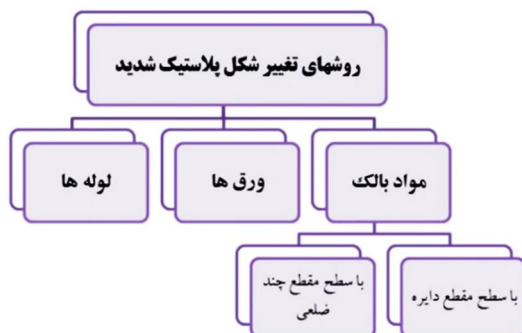 روشهای تغییر شکل پلاستیک شدید
مواد بالک
ورق ها
لوله ها
با سطح مقطع دایره
با سطح مقطع چند
ضلعی